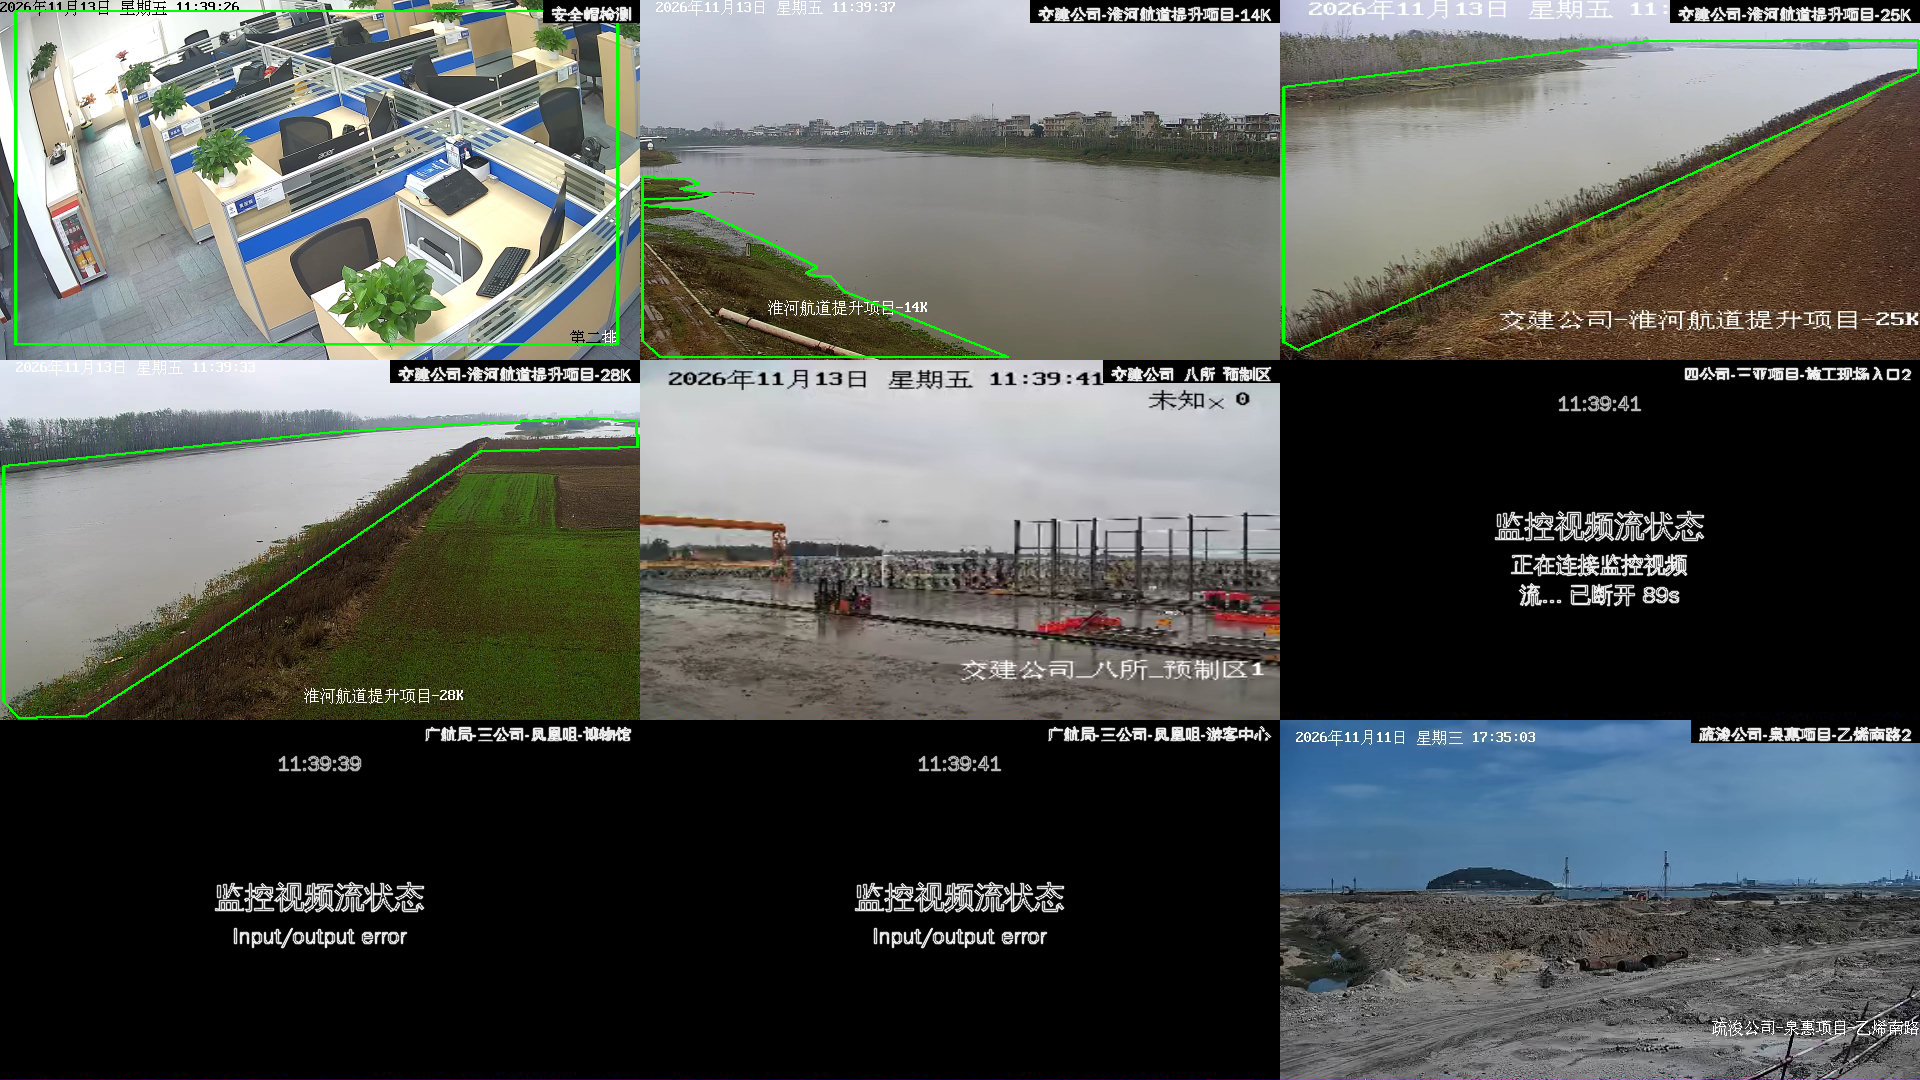 2026年11月13日 星期五 11:39:26
安全帽检测
第二排
2026年11月13日 星期五 11:39:37
交建公司-淮河航道提升项目-14K
淮河航道提升项目-14K
2026年11月13日 星期五 11:
交建公司-淮河航道提升项目-25K
交建公司-淮河航道提升项目-25K
2026年11月13日 星期五 11:39:33
交建公司-淮河航道提升项目-28K
淮河航道提升项目-28K
2026年11月13日 星期五 11:39:41
交建公司_八所_预制区
未知× 0
交建公司_八所_预制区1
四公司-三亚项目-施工现场入口2
11:39:41
监控视频流状态
正在连接监控视频
流... 已断开 89s
广航局-三公司-凤凰咀-博物馆
11:39:39
监控视频流状态
Input/output error
广航局-三公司-凤凰咀-游客中心
11:39:41
监控视频流状态
Input/output error
2026年11月11日 星期三 17:35:03
疏浚公司-泉惠项目-乙烯南路2
疏浚公司-泉惠项目-乙烯南路